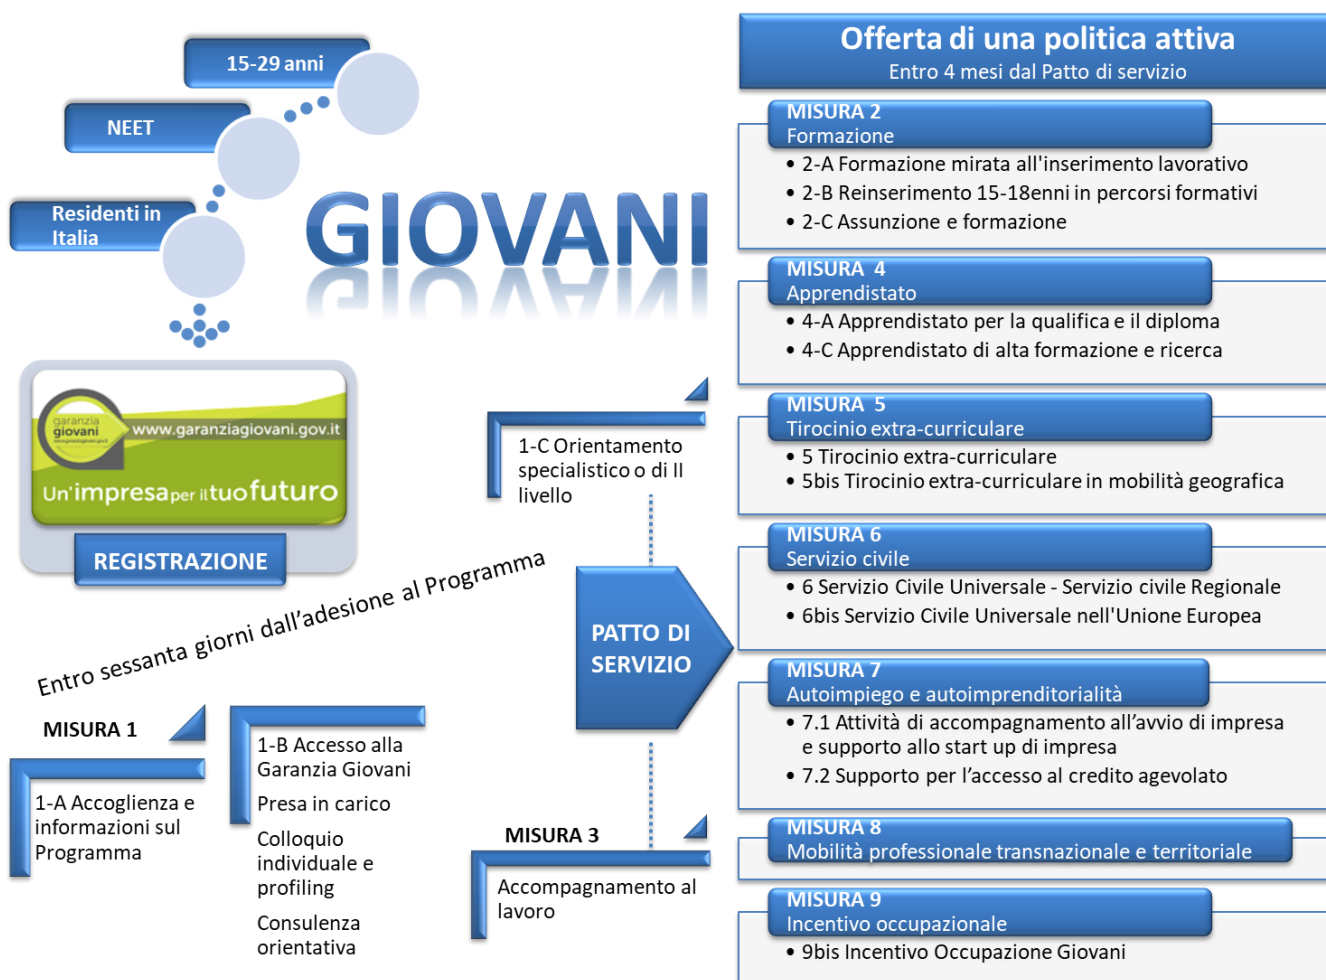 15-29 anni
NEET
Residenti in
Italia
GIOVANI
garanzia
giovani
www.garanziagiovani.gov.it
Un'impresa per il tuo futuro
REGISTRAZIONE
Entro sessanta giorni dall’adesione al Programma
MISURA 1
1-A Accoglienza e
informazioni sul
Programma
1-B Accesso alla
Garanzia Giovani
Presa in carico
Colloquio
individuale e
profiling
Consulenza
orientativa
1-C Orientamento
specialistico o di II
livello
PATTO DI
SERVIZIO
MISURA 3
Accompagnamento al
lavoro
Offerta di una politica attiva
Entro 4 mesi dal Patto di servizio
MISURA 2
Formazione
• 2-A Formazione mirata all'inserimento lavorativo
• 2-B Reinserimento 15-18enni in percorsi formativi
• 2-C Assunzione e formazione
MISURA 4
Apprendistato
• 4-A Apprendistato per la qualifica e il diploma
• 4-C Apprendistato di alta formazione e ricerca
MISURA 5
Tirocinio extra-curriculare
• 5 Tirocinio extra-curriculare
• 5bis Tirocinio extra-curriculare in mobilità geografica
MISURA 6
Servizio civile
• 6 Servizio Civile Universale - Servizio civile Regionale
• 6bis Servizio Civile Universale nell'Unione Europea
MISURA 7
Autoimpiego e autoimprenditorialità
• 7.1 Attività di accompagnamento all’avvio di impresa
e supporto allo start up di impresa
• 7.2 Supporto per l’accesso al credito agevolato
MISURA 8
Mobilità professionale transnazionale e territoriale
MISURA 9
Incentivo occupazionale
• 9bis Incentivo Occupazione Giovani